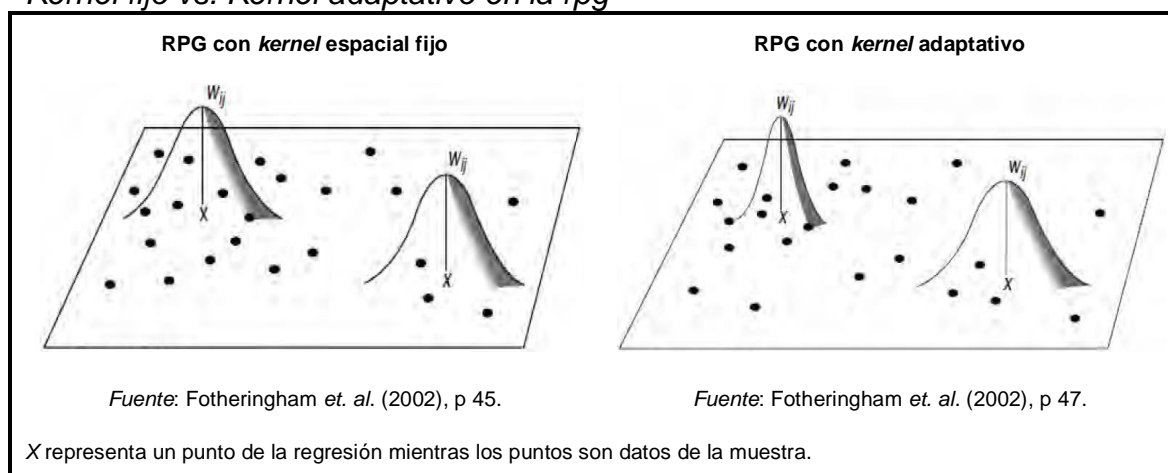 Kernel fijo vs. Kernel adaptativo en la rpg
RPG con kernel espacial fijo
RPG con kernel adaptativo
Wij
Wij
X
X
Wij
Wij
X
X
Fuente: Fotheringham et. al. (2002), p 45.
Fuente: Fotheringham et. al. (2002), p 47.
X representa un punto de la regresión mientras los puntos son datos de la muestra.